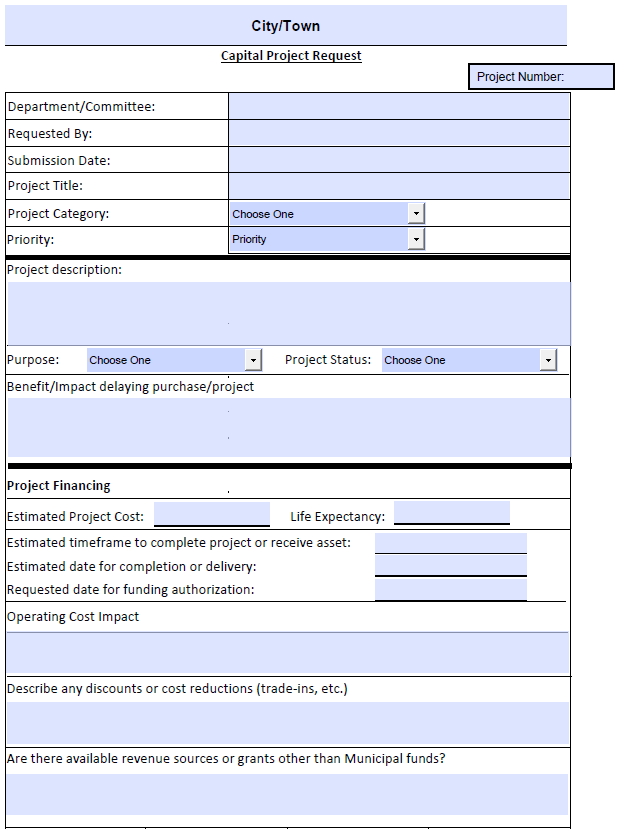 City/Town
Capital Project Request
Project Number:
Department/Committee:
Requested By:
Submission Date:
Project Title:
Project Category: Choose One
Priority: Priority
Project description:
Purpose: Choose One Project Status: Choose One
Benefit/Impact delaying purchase/project
Project Financing
Estimated Project Cost: Life Expectancy:
Estimated timeframe to complete project or receive asset:
Estimated date for completion or delivery:
Requested date for funding authorization:
Operating Cost Impact
Describe any discounts or cost reductions (trade-ins, etc.)
Are there available revenue sources or grants other than Municipal funds?